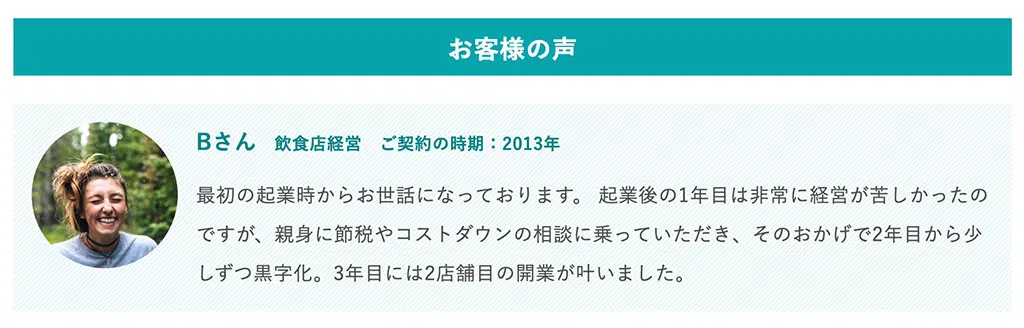 お客様の声
Bさん　飲食店経営　ご契約の時期：2013年
最初の起業時からお世話になっております。 起業後の1年目は非常に経営が苦しかったの
ですが、親身に節税やコストダウンの相談に乗っていただき、そのおかげで2年目から少
しずつ黒字化。3年目には2店舗目の開業が叶いました。